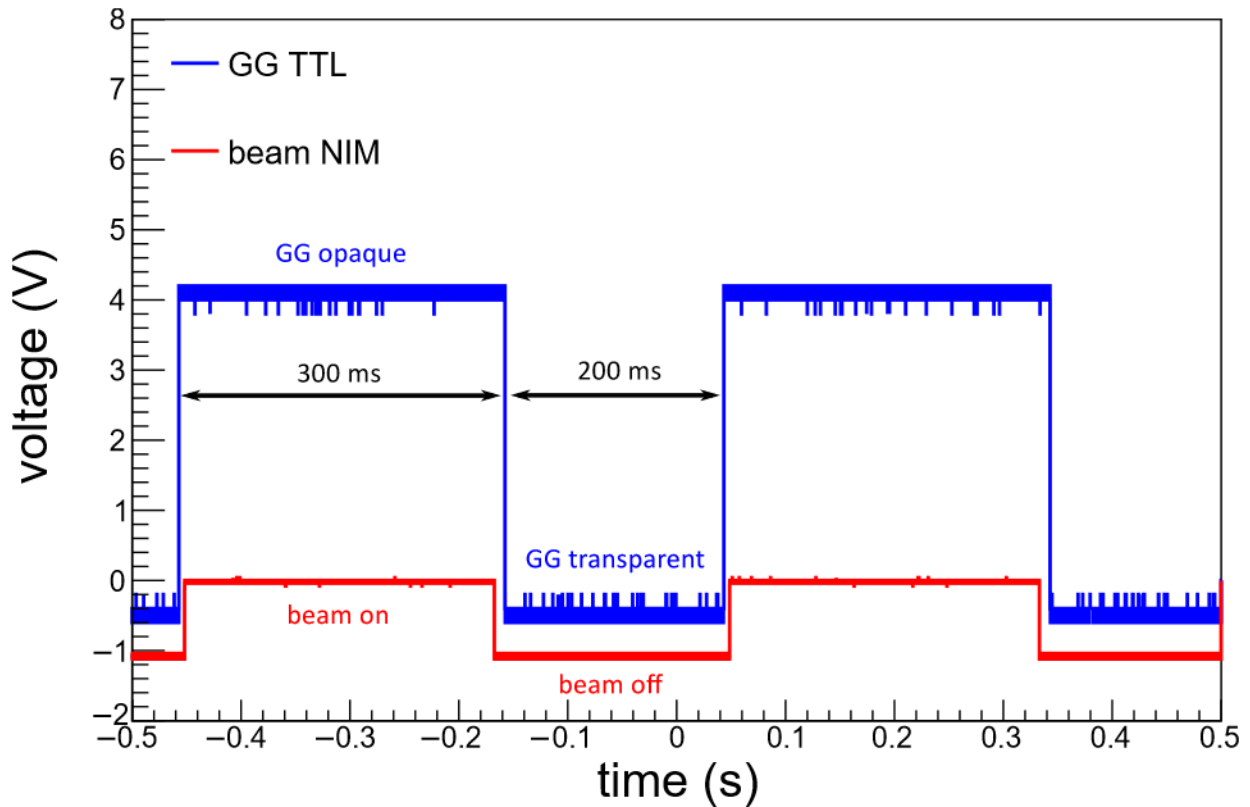 8
GG TTL
7
beam NIM
6
5
GG opaque
4
300 ms
200 ms
3
2
1
GG transparent
0
beam on
−1
beam off
−2
−0.5 −0.4 −0.3 −0.2 −0.1 0 0.1 0.2 0.3 0.4 0.5
time (s)
voltage (V)